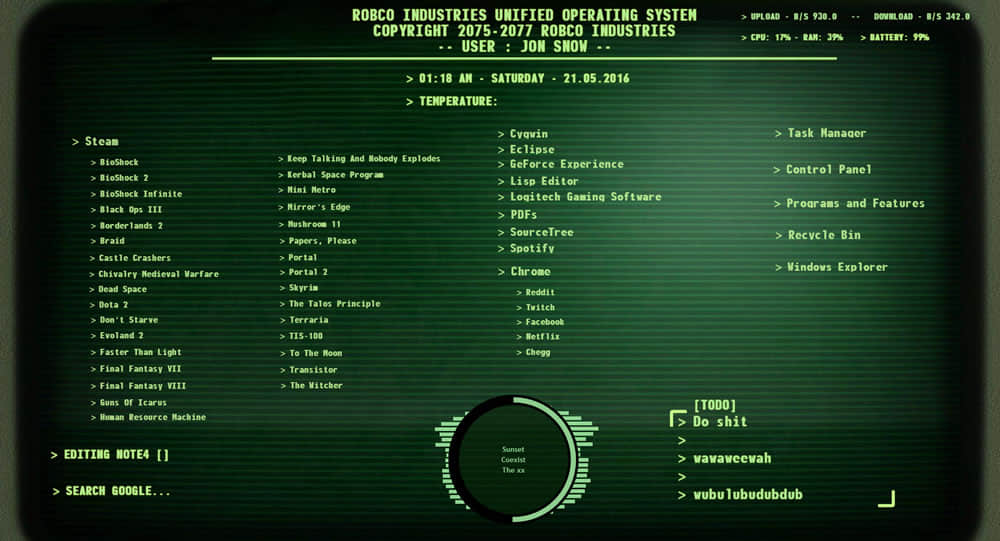 ROBCO INDUSTRIES UNIFIED OPERATING SYSTEM
COPYRIGHT 2075-2077 ROBCO INDUSTRIES
-- USER : JON SNOW --
> UPLOAD - B/S 930.0 -- DOWNLOAD - B/S 342.0
> CPU: 17% - RAM: 39% > BATTERY: 99%
> 01:18 AM - SATURDAY - 21.05.2016
> TEMPERATURE:
> Steam
> BioShock
> BioShock 2
> BioShock Infinite
> Black Ops III
> Borderlands 2
> Braid
> Castle Crashers
> Chivalry Medieval Warfare
> Dead Space
> Dota 2
> Don't Starve
> Evoland 2
> Faster Than Light
> Final Fantasy VII
> Final Fantasy VIII
> Guns Of Icarus
> Human Resource Machine
> Keep Talking And Nobody Explodes
> Kerbal Space Program
> Mini Metro
> Mirror's Edge
> Mushroom 11
> Papers, Please
> Portal
> Portal 2
> Skyrim
> The Talos Principle
> Terraria
> TIS-100
> To The Moon
> Transistor
> The Witcher
> Cygwin
> Eclipse
> GeForce Experience
> Lisp Editor
> Logitech Gaming Software
> PDFs
> SourceTree
> Spotify
> Chrome
> Reddit
> Twitch
> Facebook
> Netflix
> Chegg
> Task Manager
> Control Panel
> Programs and Features
> Recycle Bin
> Windows Explorer
> EDITING NOTE4 []
> SEARCH GOOGLE...
Sunset
Coexist
The xx
[TODO]
> Do shit
>
> wawaweewah
>
> wubulubudubdub